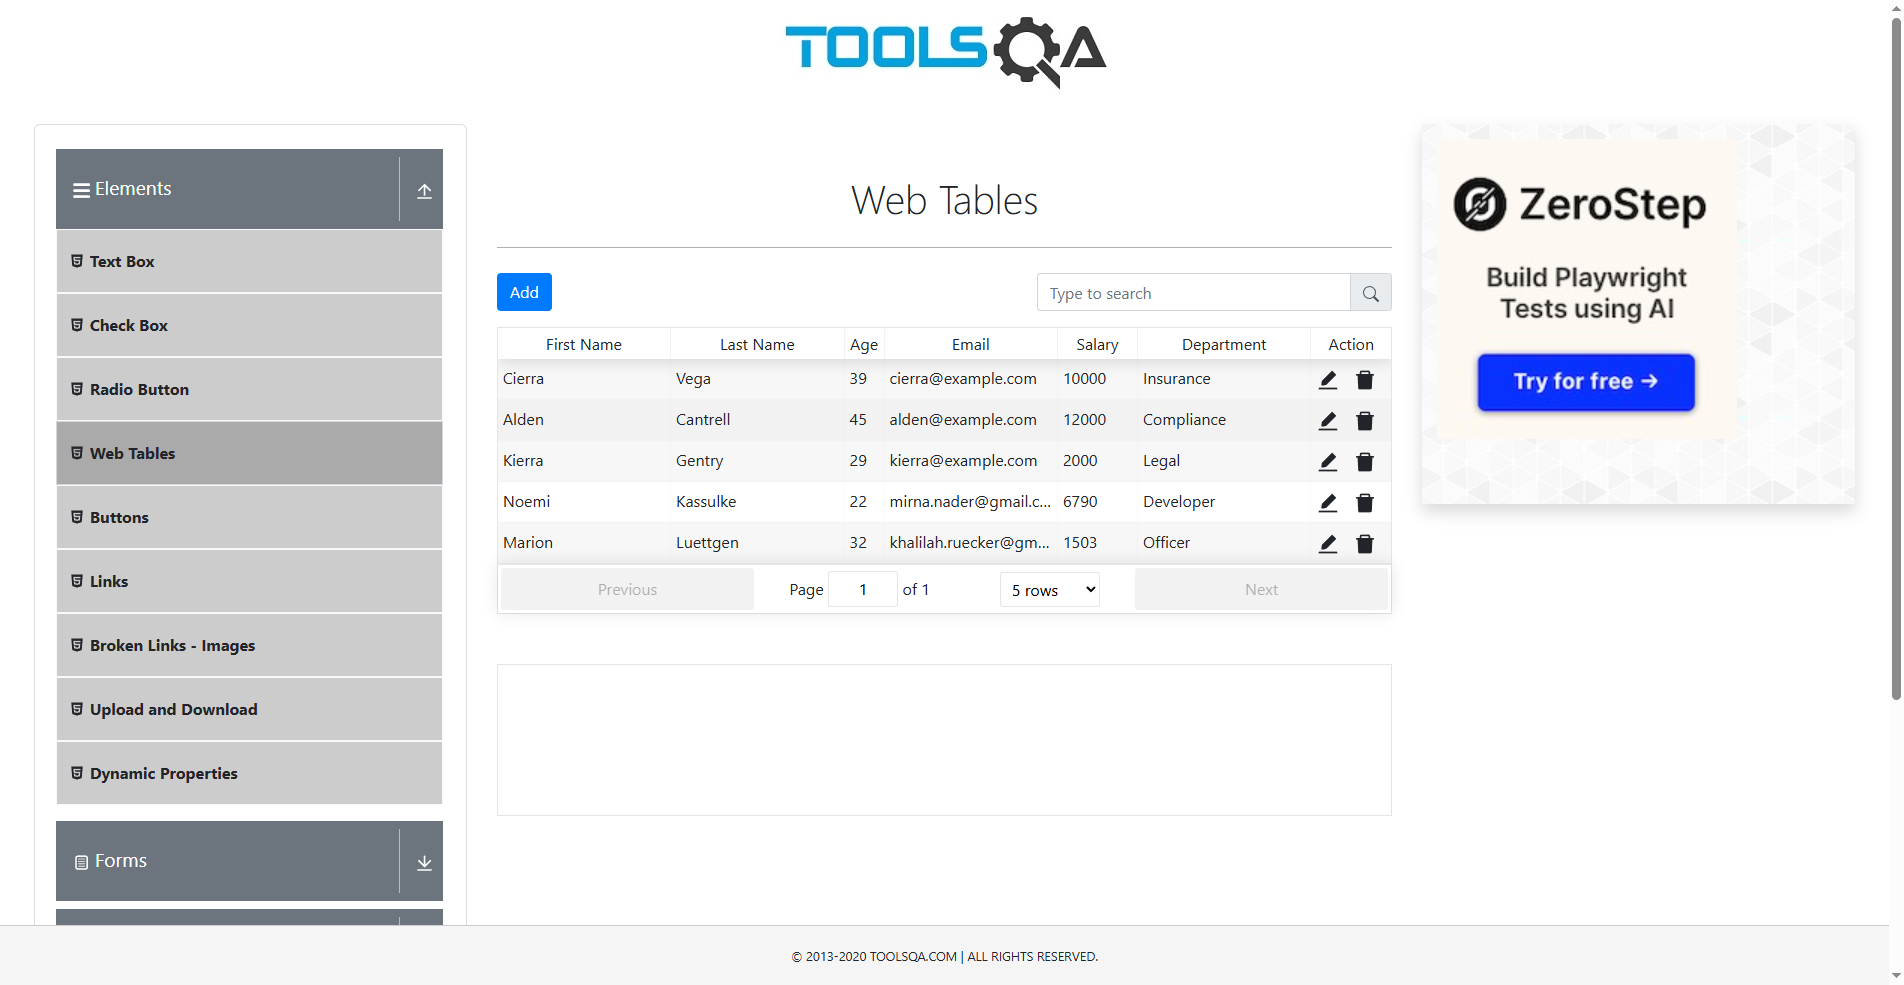 TOOLSQA
Elements
Text Box
Check Box
Radio Button
Web Tables
Buttons
Links
Broken Links - Images
Upload and Download
Dynamic Properties
Forms
Web Tables
Add
Type to search
First Name Last Name Age Email Salary Department Action
Cierra Vega 39 cierra@example.com 10000 Insurance
Alden Cantrell 45 alden@example.com 12000 Compliance
Kierra Gentry 29 kierra@example.com 2000 Legal
Noemi Kassulke 22 mirna.nader@gmail.c... 6790 Developer
Marion Luettgen 32 khalilah.ruecker@gm... 1503 Officer
Previous Page 1 of 1 5 rows Next
ZeroStep
Build Playwright
Tests using AI
Try for free →
© 2013-2020 TOOLSQA.COM | ALL RIGHTS RESERVED.